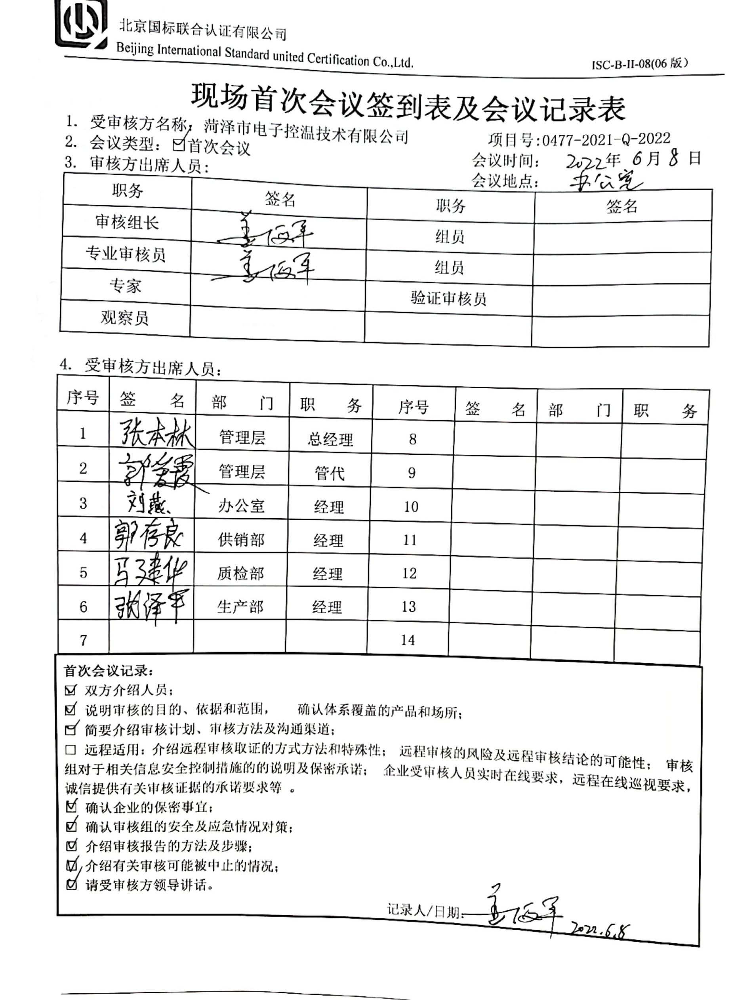 北京国标联合认证有限公司
Beijing International Standard united Certification Co.,Ltd.
ISC-B-II-08(06 版)
现场首次会议签到表及会议记录表
1. 受审核方名称：菏泽市电子控温技术有限公司 项目号:0477-2021-Q-2022
2. 会议类型：☑首次会议 会议时间： 2022年 6月 8 日
3. 审核方出席人员： 会议地点： 办公室
职务 签名 职务 签名
审核组长 组员
专业审核员 组员
专家 验证审核员
观察员
4. 受审核方出席人员：
序号 签 名 部 门 职 务 序号 签 名 部 门 职 务
1 张本林 管理层 总经理 8
2 郭爱霞 管理层 管代 9
3 刘燕 办公室 经理 10
4 郭存良 供销部 经理 11
5 马建华 质检部 经理 12
6 张泽军 生产部 经理 13
7 14
首次会议记录：
☑ 双方介绍人员；
☑ 说明审核的目的、依据和范围， 确认体系覆盖的产品和场所；
☑ 简要介绍审核计划、审核方法及沟通渠道；
☐ 远程适用：介绍远程审核取证的方式方法和特殊性； 远程审核的风险及远程审核结论的可能性； 审核
组对于相关信息安全控制措施的的说明及保密承诺； 企业受审核人员实时在线要求，远程在线巡视要求，
诚信提供有关审核证据的承诺要求等 。
☑ 确认企业的保密事宜；
☑ 确认审核组的安全及应急情况对策；
☑ 介绍审核报告的方法及步骤；
☑ 介绍有关审核可能被中止的情况；
☑ 请受审核方领导讲话。
记录人/日期： 2022.6.8